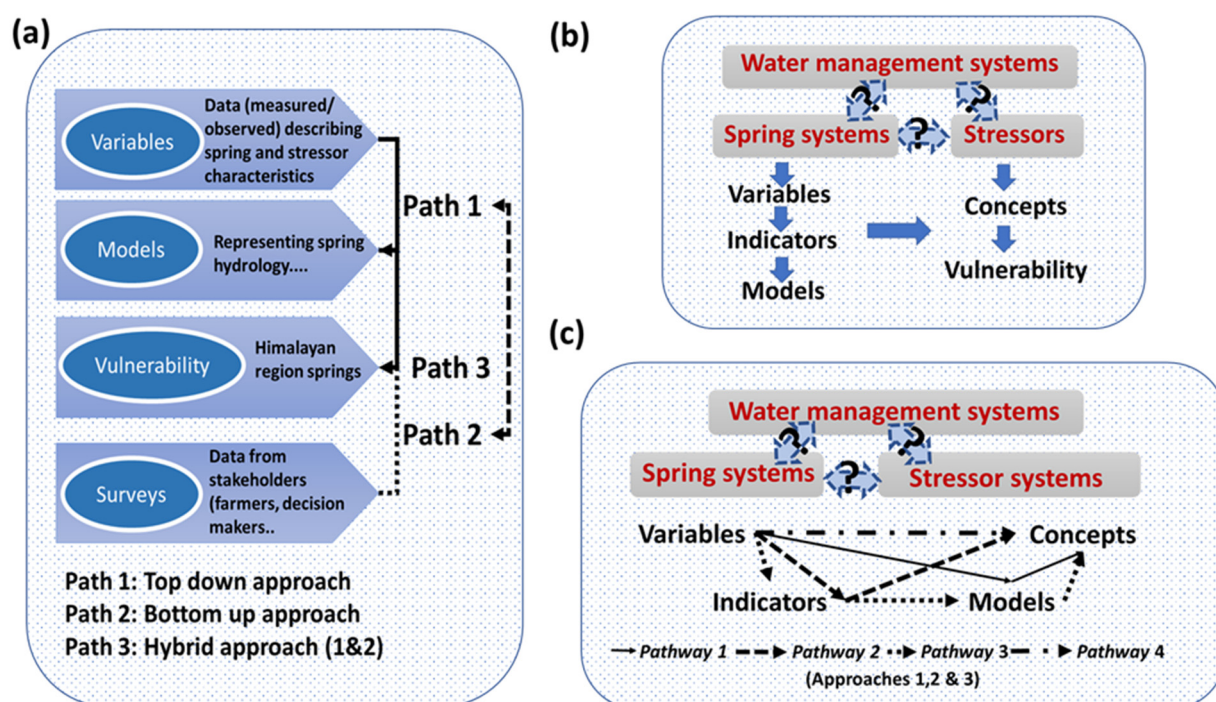 (a)
Variables
Data (measured/
observed) describing
spring and stressor
characteristics
Path 1
Models
Representing spring
hydrology....
Vulnerability
Himalayan
region springs
Path 3
Path 2
Surveys
Data from
stakeholders
(farmers, decision
makers..
Path 1: Top down approach
Path 2: Bottom up approach
Path 3: Hybrid approach (1&2)
(b)
Water management systems
? ?
Spring systems ? Stressors
Variables
Concepts
Indicators
Vulnerability
Models
(c)
Water management systems
? ?
Spring systems ? Stressor systems
Variables Concepts
Indicators Models
Pathway 1 Pathway 2 Pathway 3 Pathway 4
(Approaches 1,2 & 3)